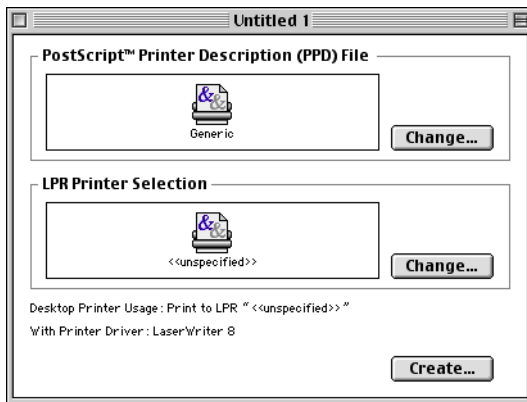 Untitled 1
PostScript™ Printer Description (PPD) File
Generic
Change...
LPR Printer Selection
<<unspecified>>
Change...
Desktop Printer Usage : Print to LPR “<<unspecified>>”
With Printer Driver : LaserWriter 8
Create...